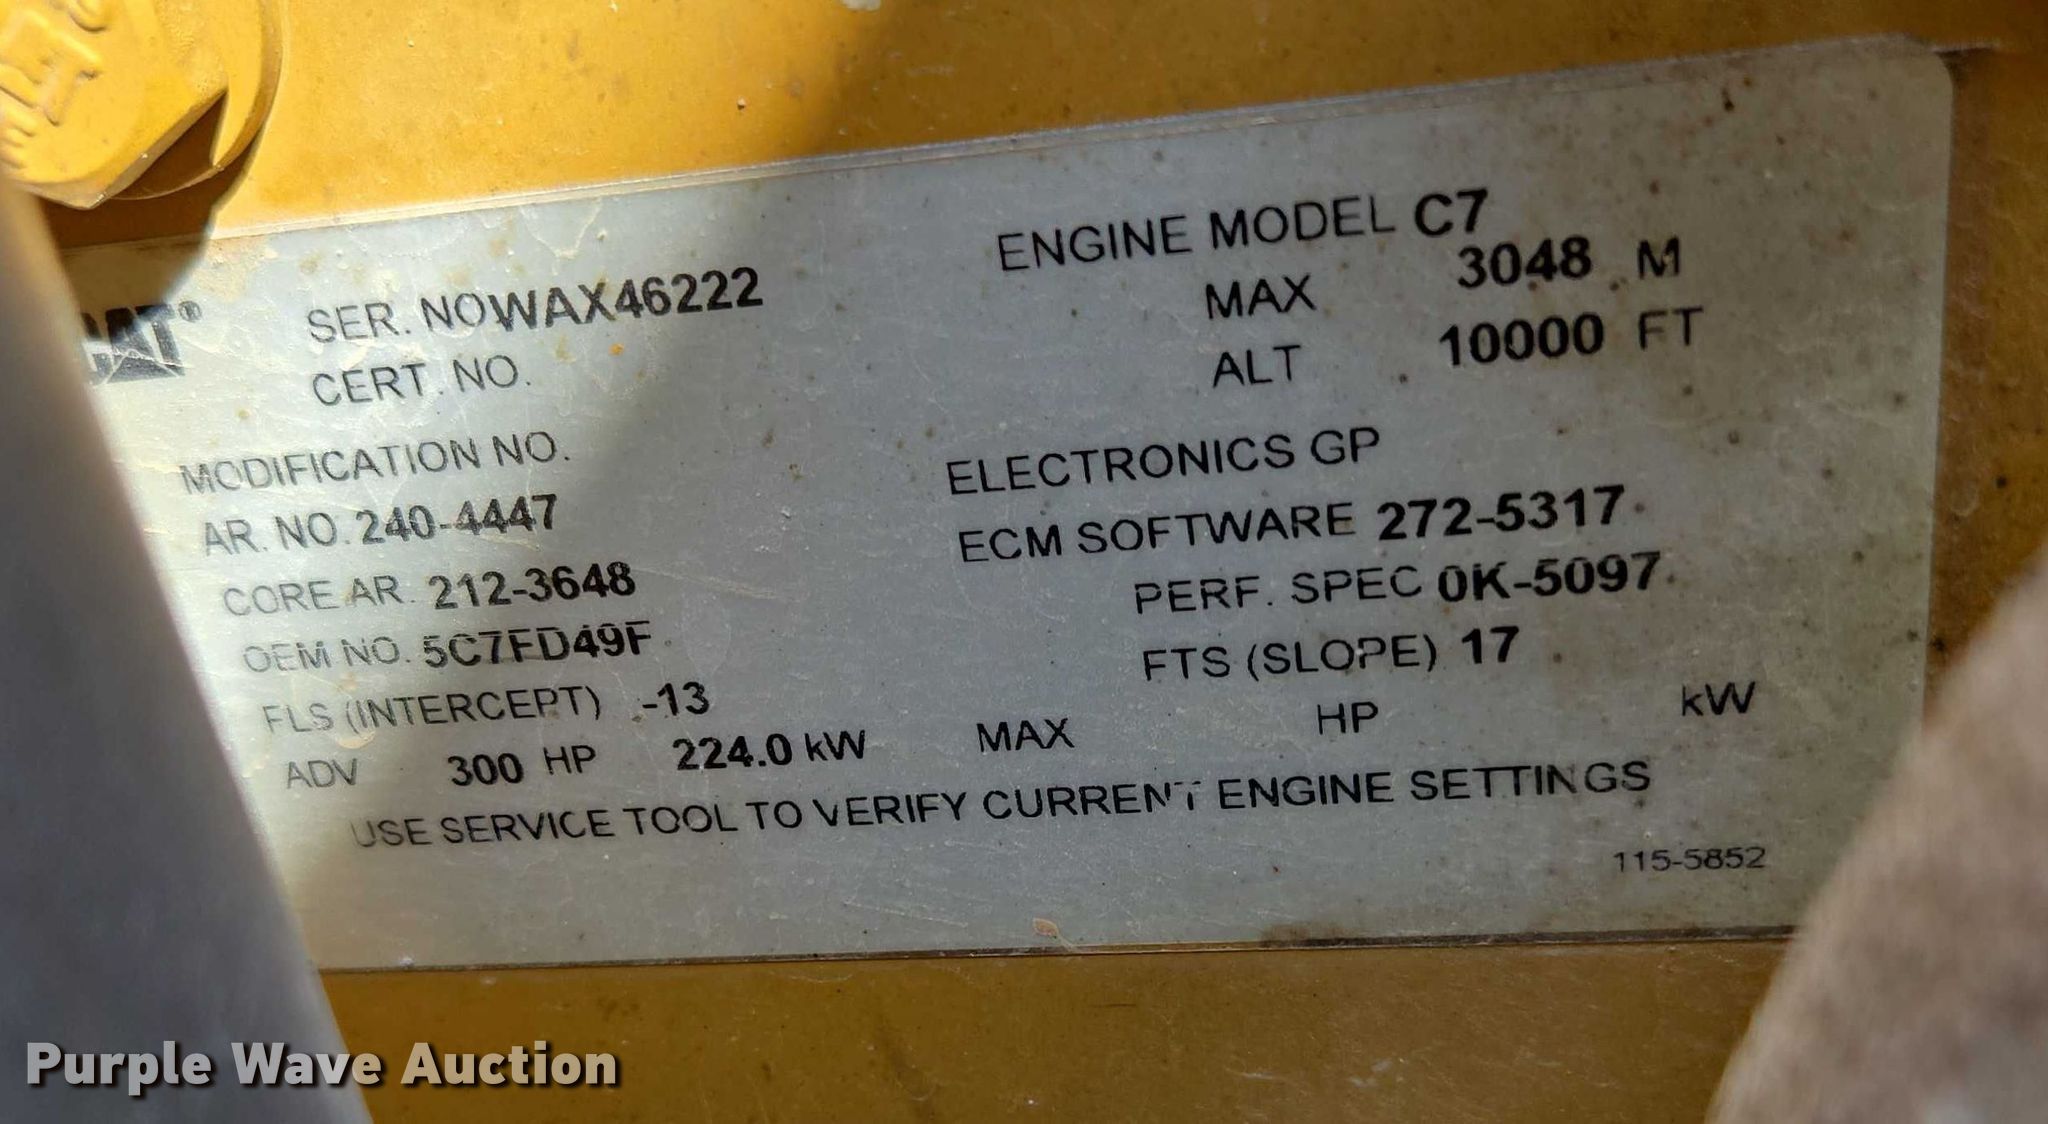 CAT®
SER. NO WAX46222
CERT. NO.
MODIFICATION NO.
AR. NO. 240-4447
CORE AR. 212-3648
OEM NO. 5C7FD49F
FLS (INTERCEPT) -13
ADV 300 HP 224.0 kW MAX HP kW
ENGINE MODEL C7
MAX 3048 M
ALT 10000 FT
ELECTRONICS GP
ECM SOFTWARE 272-5317
PERF. SPEC 0K-5097
FTS (SLOPE) 17
USE SERVICE TOOL TO VERIFY CURRENT ENGINE SETTINGS
115-5852
Purple Wave Auction